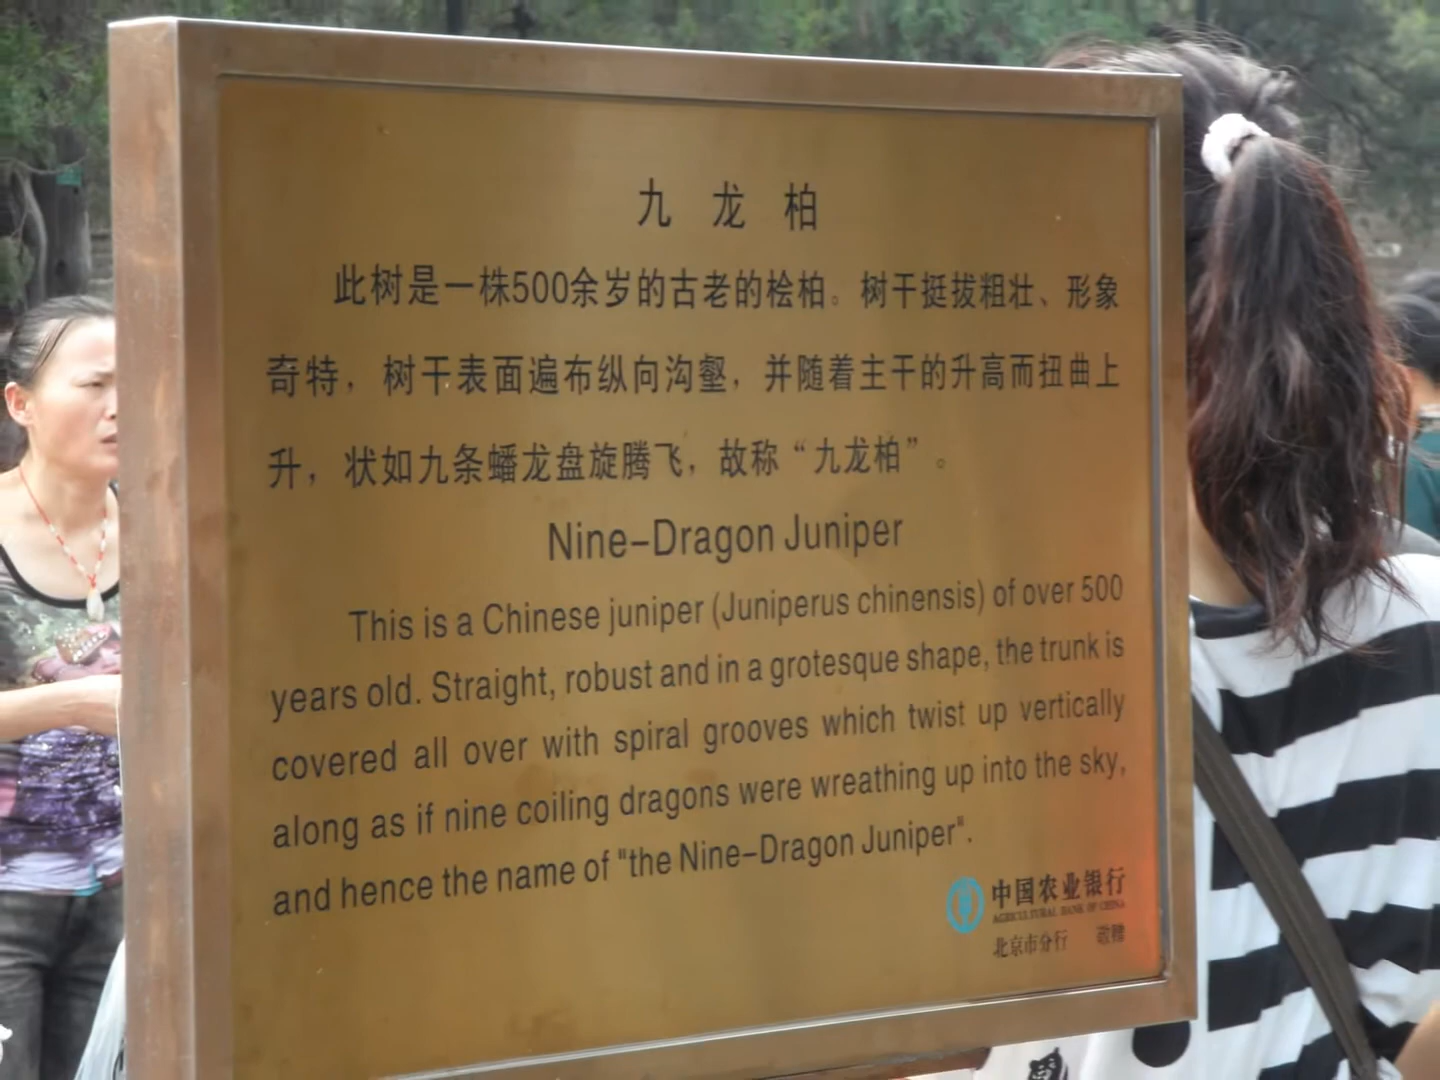 九 龙 柏
此树是一株500余岁的古老的桧柏。树干挺拔粗壮、形象
奇特，树干表面遍布纵向沟壑，并随着主干的升高而扭曲上
升，状如九条蟠龙盘旋腾飞，故称“九龙柏”。
Nine-Dragon Juniper
This is a Chinese juniper (Juniperus chinensis) of over 500
years old. Straight, robust and in a grotesque shape, the trunk is
covered all over with spiral grooves which twist up vertically
along as if nine coiling dragons were wreathing up into the sky,
and hence the name of "the Nine-Dragon Juniper".
中国农业银行
AGRICULTURAL BANK OF CHINA
北京市分行 敬赠